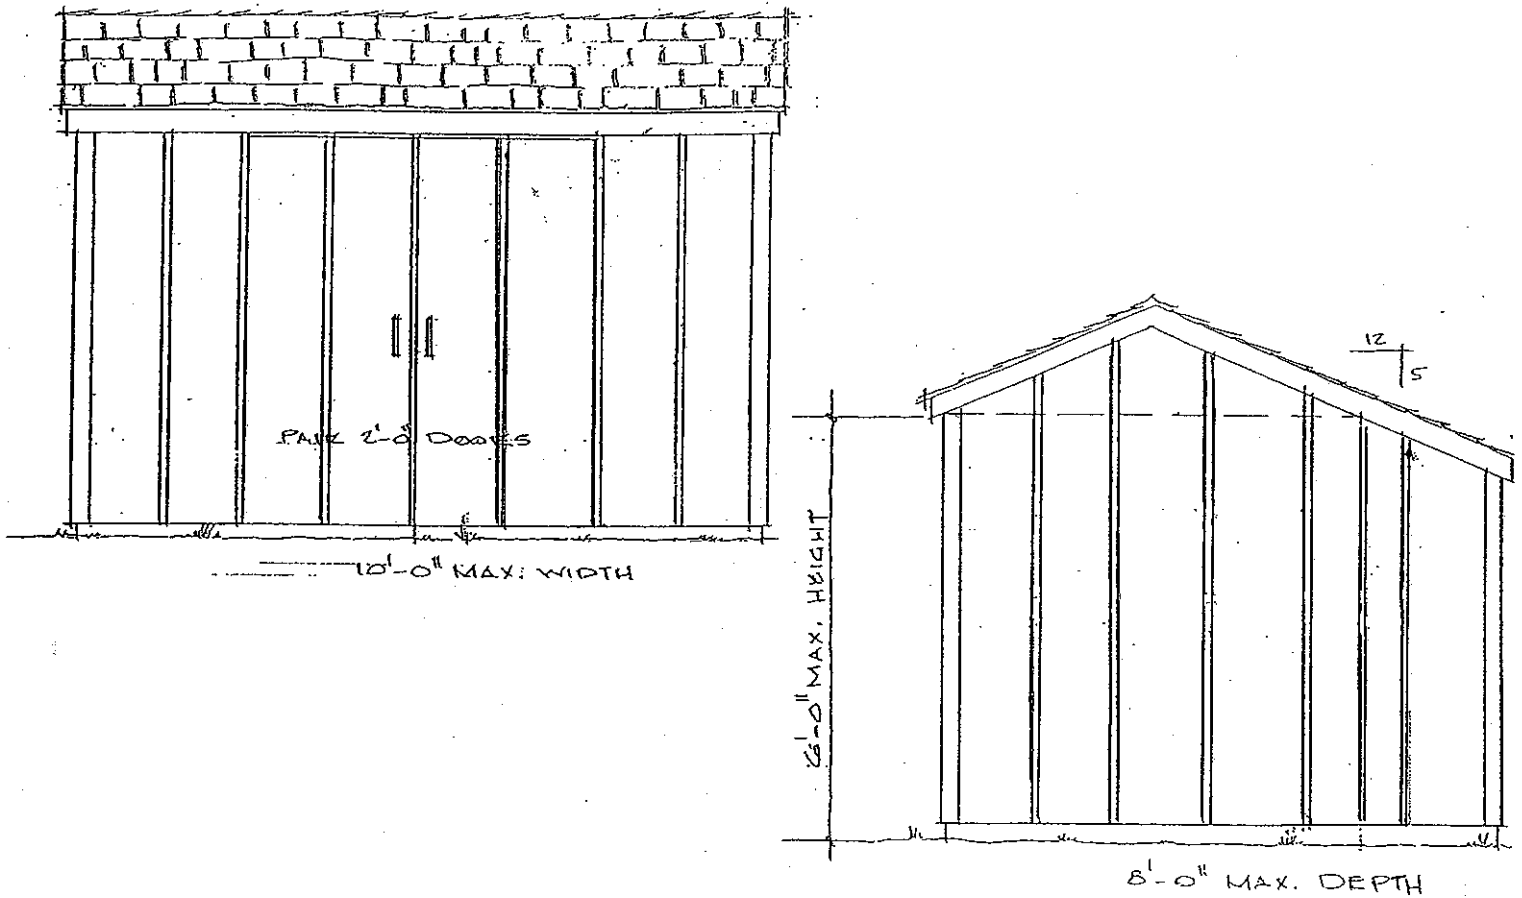 PAIR 2'-0" DOORS
10'-0" MAX. WIDTH
12
5
6'-0" MAX. HEIGHT
8'-0" MAX. DEPTH